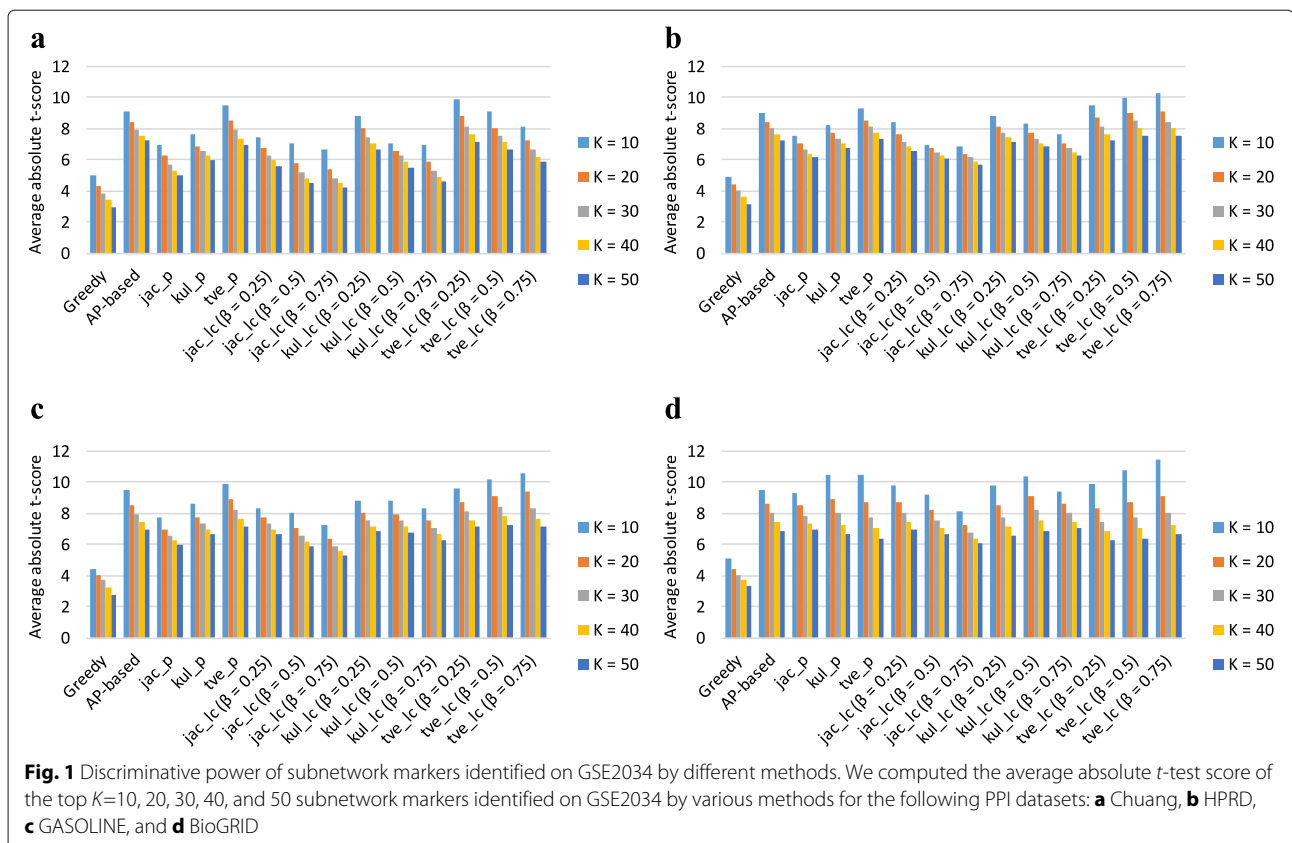 a
Average absolute t-score
12
10
8
6
4
2
0
Greedy
AP-based
jac_p
kul_p
tve_p
jac_lc (β = 0.25)
jac_lc (β = 0.5)
jac_lc (β = 0.75)
kul_lc (β = 0.25)
kul_lc (β = 0.5)
kul_lc (β = 0.75)
tve_lc (β = 0.25)
tve_lc (β = 0.5)
tve_lc (β = 0.75)
K = 10
K = 20
K = 30
K = 40
K = 50
b
Average absolute t-score
12
10
8
6
4
2
0
Greedy
AP-based
jac_p
kul_p
tve_p
jac_lc (β = 0.25)
jac_lc (β = 0.5)
jac_lc (β = 0.75)
kul_lc (β = 0.25)
kul_lc (β = 0.5)
kul_lc (β = 0.75)
tve_lc (β = 0.25)
tve_lc (β = 0.5)
tve_lc (β = 0.75)
K = 10
K = 20
K = 30
K = 40
K = 50
c
Average absolute t-score
12
10
8
6
4
2
0
Greedy
AP-based
jac_p
kul_p
tve_p
jac_lc (β = 0.25)
jac_lc (β = 0.5)
jac_lc (β = 0.75)
kul_lc (β = 0.25)
kul_lc (β = 0.5)
kul_lc (β = 0.75)
tve_lc (β = 0.25)
tve_lc (β = 0.5)
tve_lc (β = 0.75)
K = 10
K = 20
K = 30
K = 40
K = 50
d
Average absolute t-score
12
10
8
6
4
2
0
Greedy
AP-based
jac_p
kul_p
tve_p
jac_lc (β = 0.25)
jac_lc (β = 0.5)
jac_lc (β = 0.75)
kul_lc (β = 0.25)
kul_lc (β = 0.5)
kul_lc (β = 0.75)
tve_lc (β = 0.25)
tve_lc (β = 0.5)
tve_lc (β = 0.75)
K = 10
K = 20
K = 30
K = 40
K = 50
Fig. 1 Discriminative power of subnetwork markers identified on GSE2034 by different methods. We computed the average absolute t-test score of
the top K=10, 20, 30, 40, and 50 subnetwork markers identified on GSE2034 by various methods for the following PPI datasets: a Chuang, b HPRD,
c GASOLINE, and d BioGRID